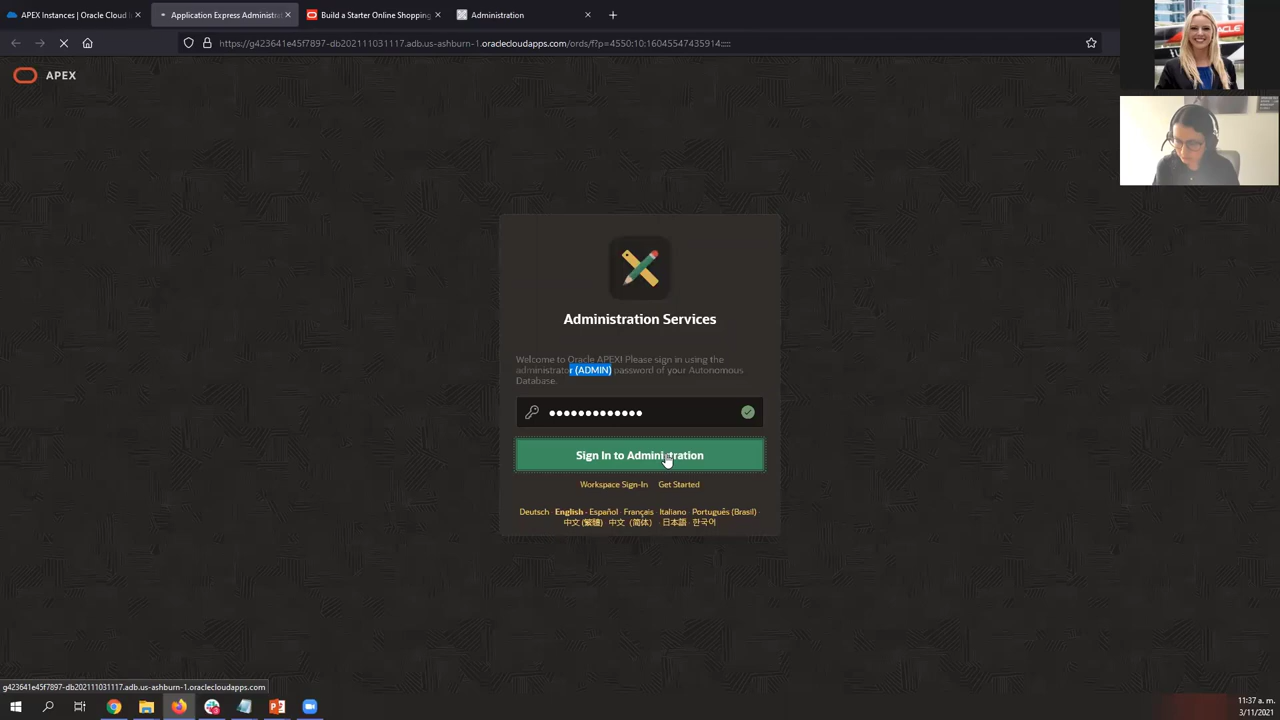 APEX Instances | Oracle Cloud I
Application Express Administrat
Build a Starter Online Shopping
Administration
https://g423641e45f7897-db202111031117.adb.us-ashburn-1.oraclecloudapps.com/ords/f?p=4550:10:16045547435914:::::
APEX
Administration Services
Welcome to Oracle APEX! Please sign in using the
administrator (ADMIN) password of your Autonomous
Database.
Sign In to Administration
Workspace Sign-In Get Started
Deutsch · English · Español · Français · Italiano · Português (Brasil) ·
中文 (繁體) · 中文 (简体) · 日本語 · 한국어
g423641e45f7897-db202111031117.adb.us-ashburn-1.oraclecloudapps.com
11:37 a. m.
3/11/2021